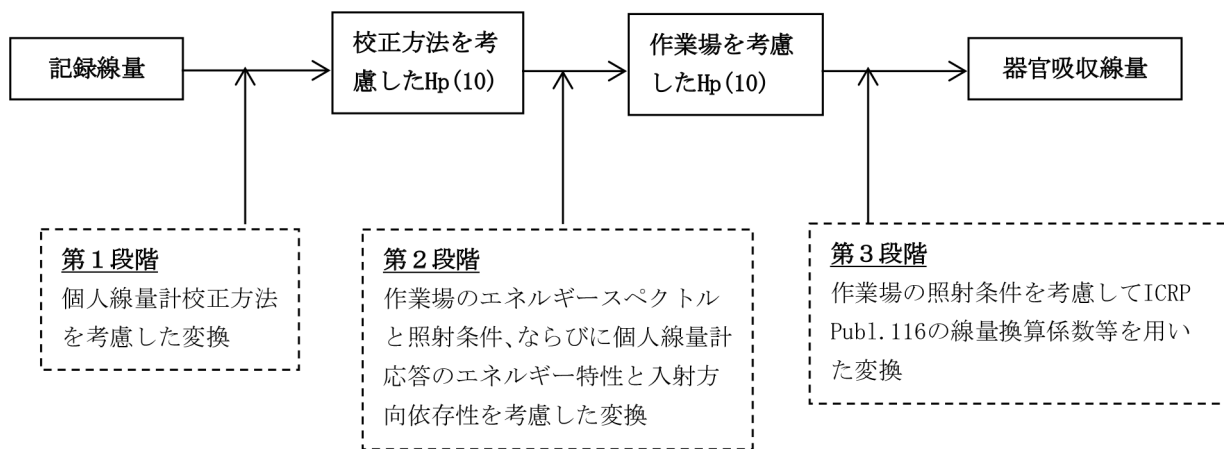 記録線量
校正方法を考
慮したHp(10)
作業場を考慮
したHp(10)
器官吸収線量
第1段階
個人線量計校正方法
を考慮した変換
第2段階
作業場のエネルギースペクトル
と照射条件、ならびに個人線量計
応答のエネルギー特性と入射方
向依存性を考慮した変換
第3段階
作業場の照射条件を考慮してICRP
Publ.116の線量換算係数等を用い
た変換